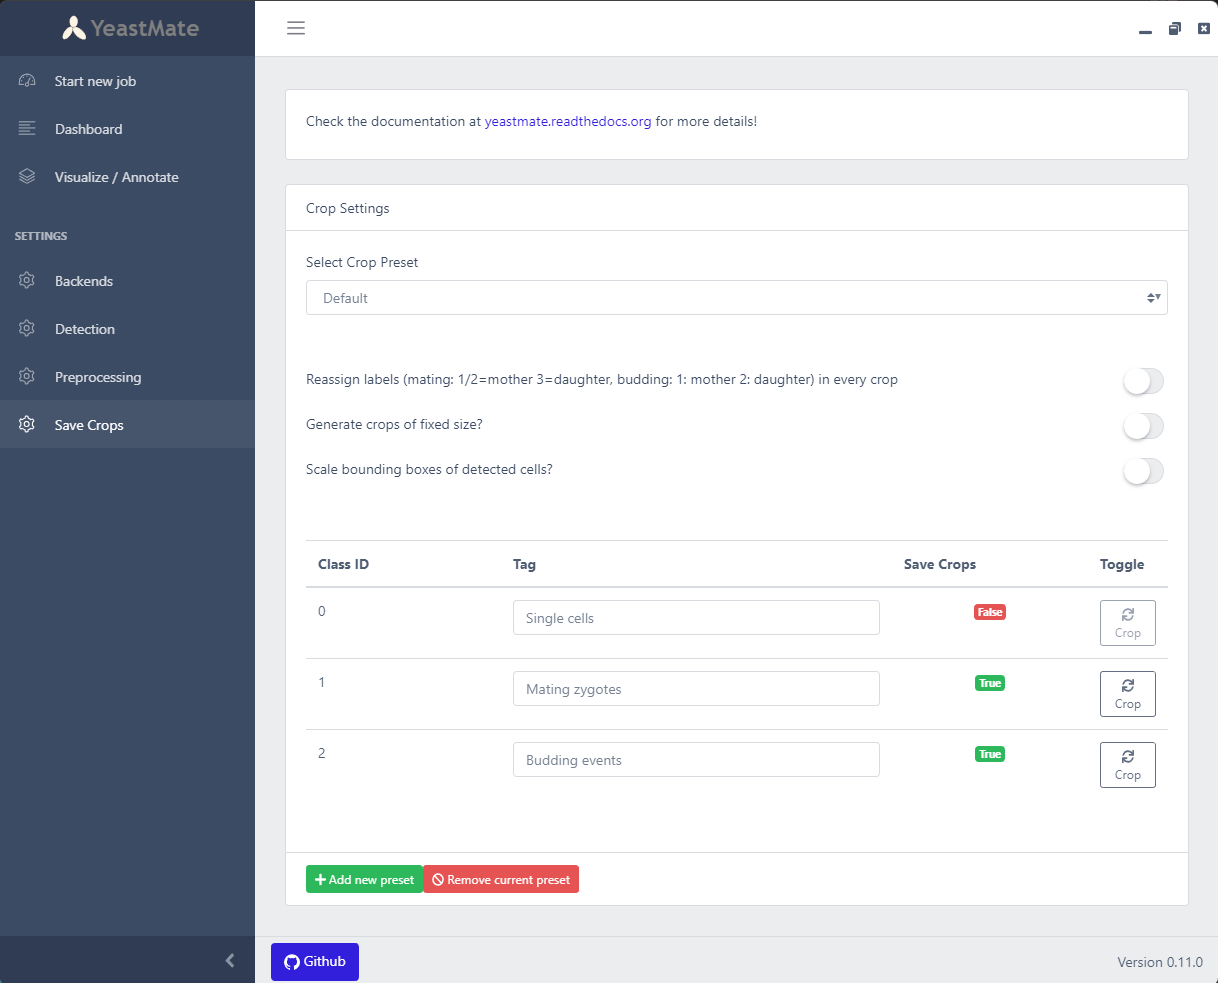 YeastMate
Start new job
Dashboard
Visualize / Annotate
SETTINGS
Backends
Detection
Preprocessing
Save Crops
Check the documentation at yeastmate.readthedocs.org for more details!
Crop Settings
Select Crop Preset
Default
Reassign labels (mating: 1/2=mother 3=daughter, budding: 1: mother 2: daughter) in every crop
Generate crops of fixed size?
Scale bounding boxes of detected cells?
Class ID Tag Save Crops Toggle
0 Single cells False Crop
1 Mating zygotes True Crop
2 Budding events True Crop
Add new preset Remove current preset
Github Version 0.11.0